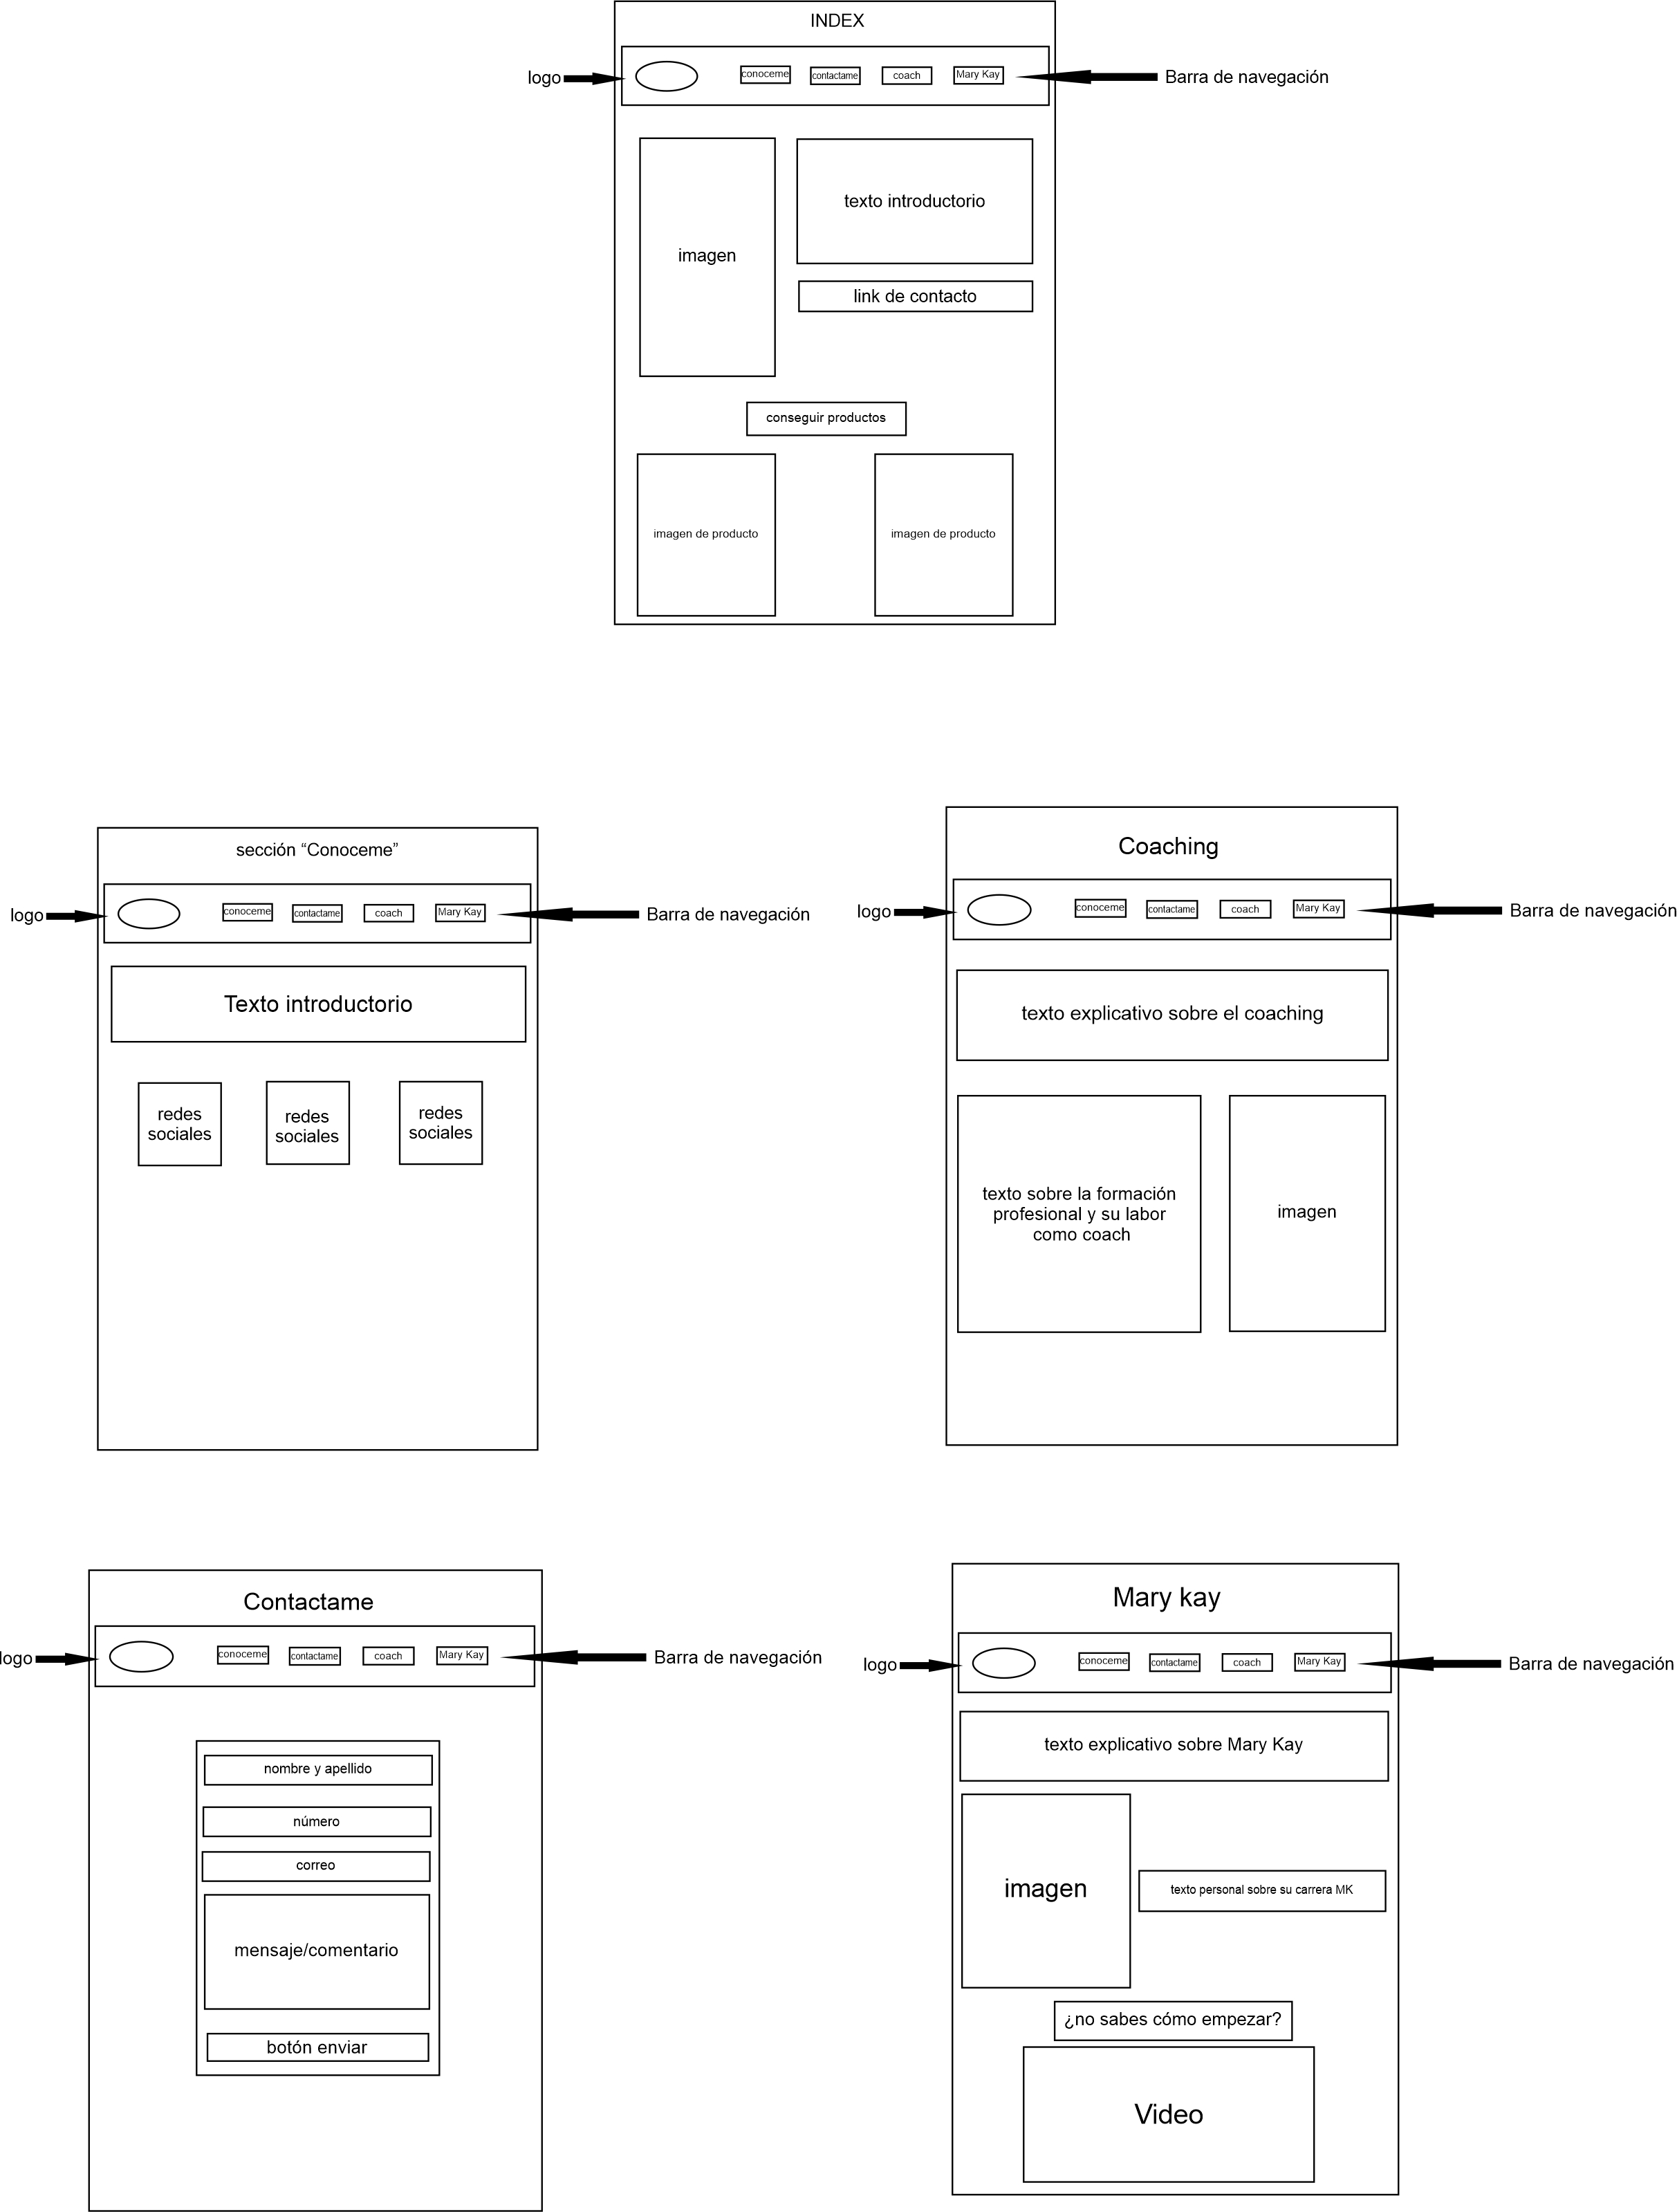 INDEX
logo
conoceme
contactame
coach
Mary Kay
Barra de navegación
imagen
texto introductorio
link de contacto
conseguir productos
imagen de producto
imagen de producto
sección “Conoceme”
logo
conoceme
contactame
coach
Mary Kay
Barra de navegación
Texto introductorio
redes
sociales
redes
sociales
redes
sociales
Coaching
logo
conoceme
contactame
coach
Mary Kay
Barra de navegación
texto explicativo sobre el coaching
texto sobre la formación
profesional y su labor
como coach
imagen
Contactame
logo
conoceme
contactame
coach
Mary Kay
Barra de navegación
nombre y apellido
número
correo
mensaje/comentario
botón enviar
Mary kay
logo
conoceme
contactame
coach
Mary Kay
Barra de navegación
texto explicativo sobre Mary Kay
imagen
texto personal sobre su carrera MK
¿no sabes cómo empezar?
Video